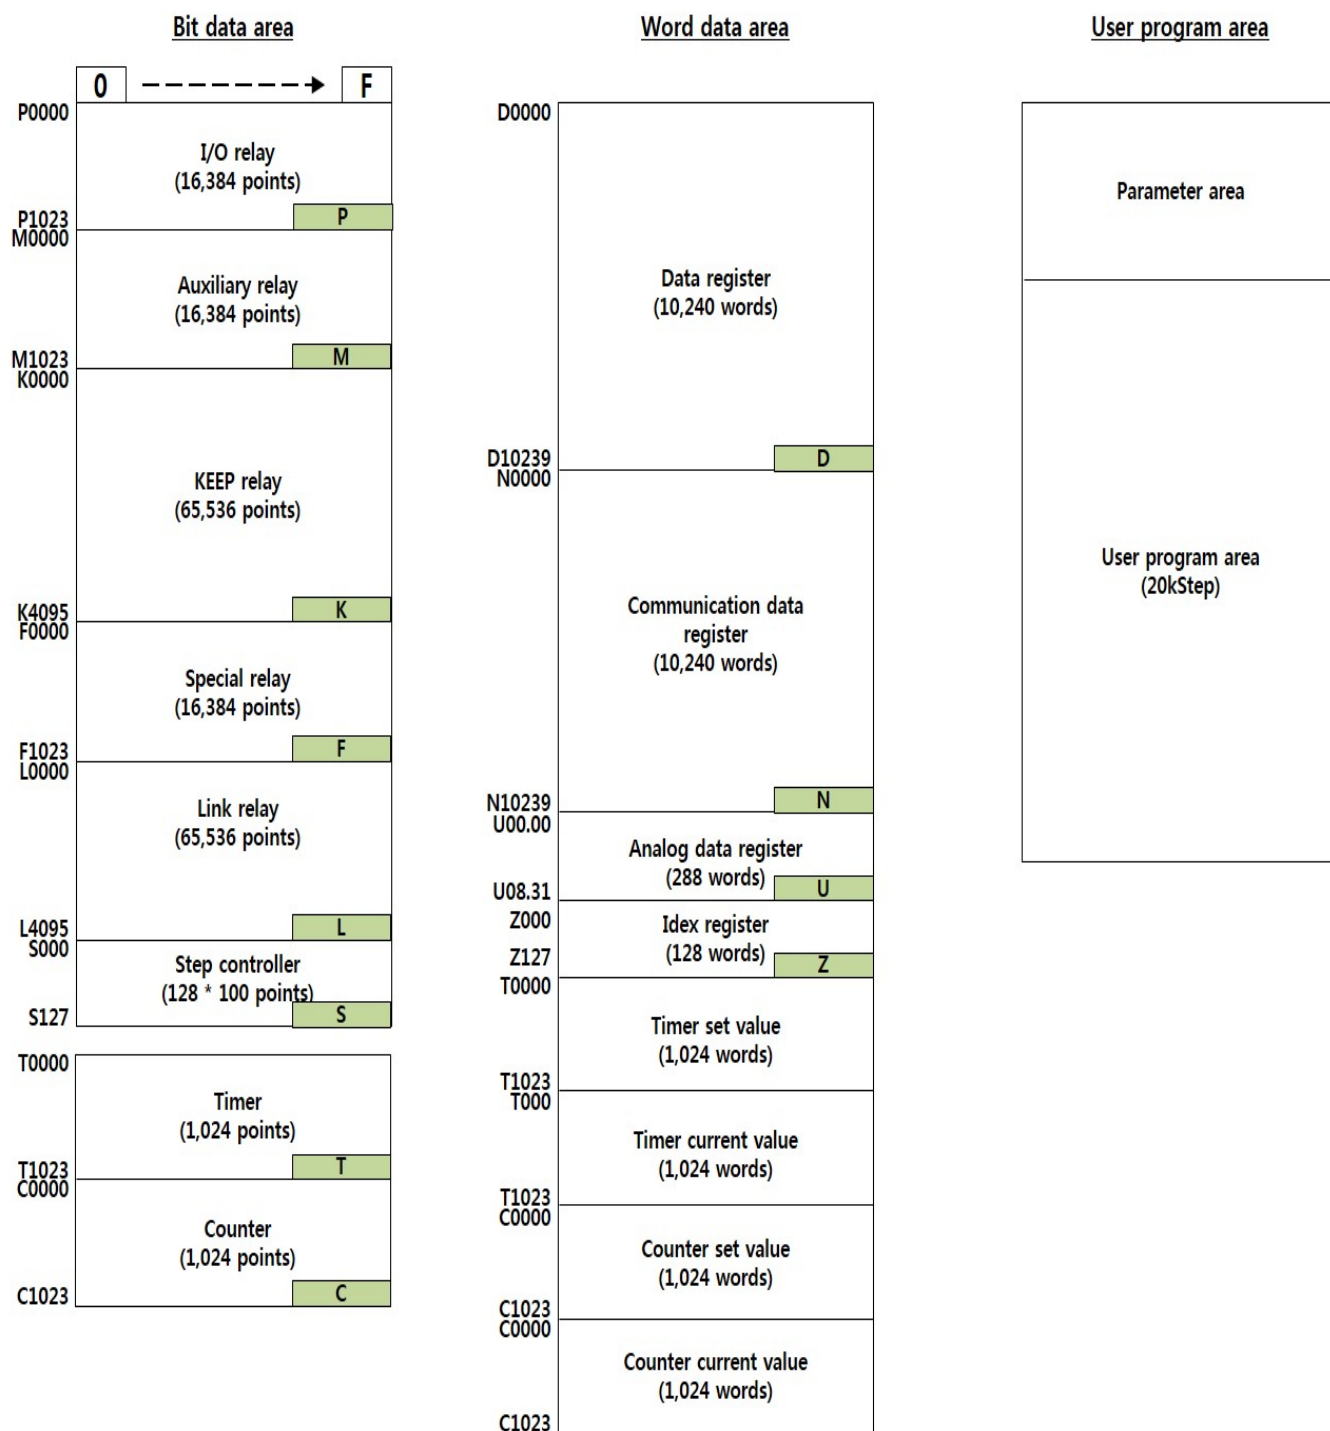 Bit data area
0
F
P0000
I/O relay
(16,384 points)
P
P1023
M0000
Auxiliary relay
(16,384 points)
M
M1023
K0000
KEEP relay
(65,536 points)
K
K4095
F0000
Special relay
(16,384 points)
F
F1023
L0000
Link relay
(65,536 points)
L
L4095
S000
Step controller
(128 * 100 points)
S
S127
T0000
Timer
(1,024 points)
T
T1023
C0000
Counter
(1,024 points)
C
C1023
Word data area
D0000
Data register
(10,240 words)
D
D10239
N0000
Communication data
register
(10,240 words)
N
N10239
U00.00
Analog data register
(288 words)
U
U08.31
Z000
Idex register
(128 words)
Z127
Z
T0000
Timer set value
(1,024 words)
T1023
T000
Timer current value
(1,024 words)
T1023
C0000
Counter set value
(1,024 words)
C1023
C0000
Counter current value
(1,024 words)
C1023
User program area
Parameter area
User program area
(20kStep)